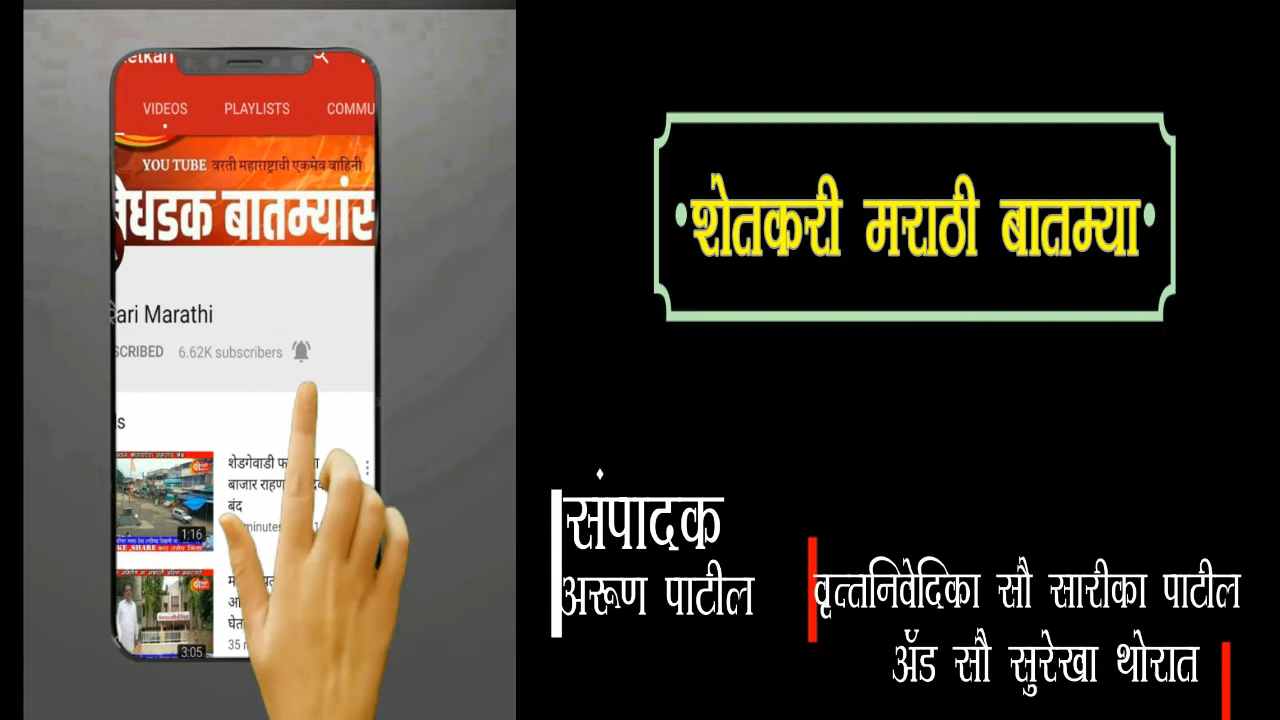 VIDEOS PLAYLISTS COMMU
YOU TUBE वरती महाराष्ट्राची एकमेव वाहिनी
बातम्यांस
ari Marathi
SCRIBED 6.62K subscribers
शेडगेवाडी
बाजार राहण
बंद
1:16
3:05
शेतकरी मराठी बातम्या
संपादक
अरूण पाटील
वृत्तनिवेदिका सौ सारीका पाटील
ॲड सौ सुरेखा थोरात